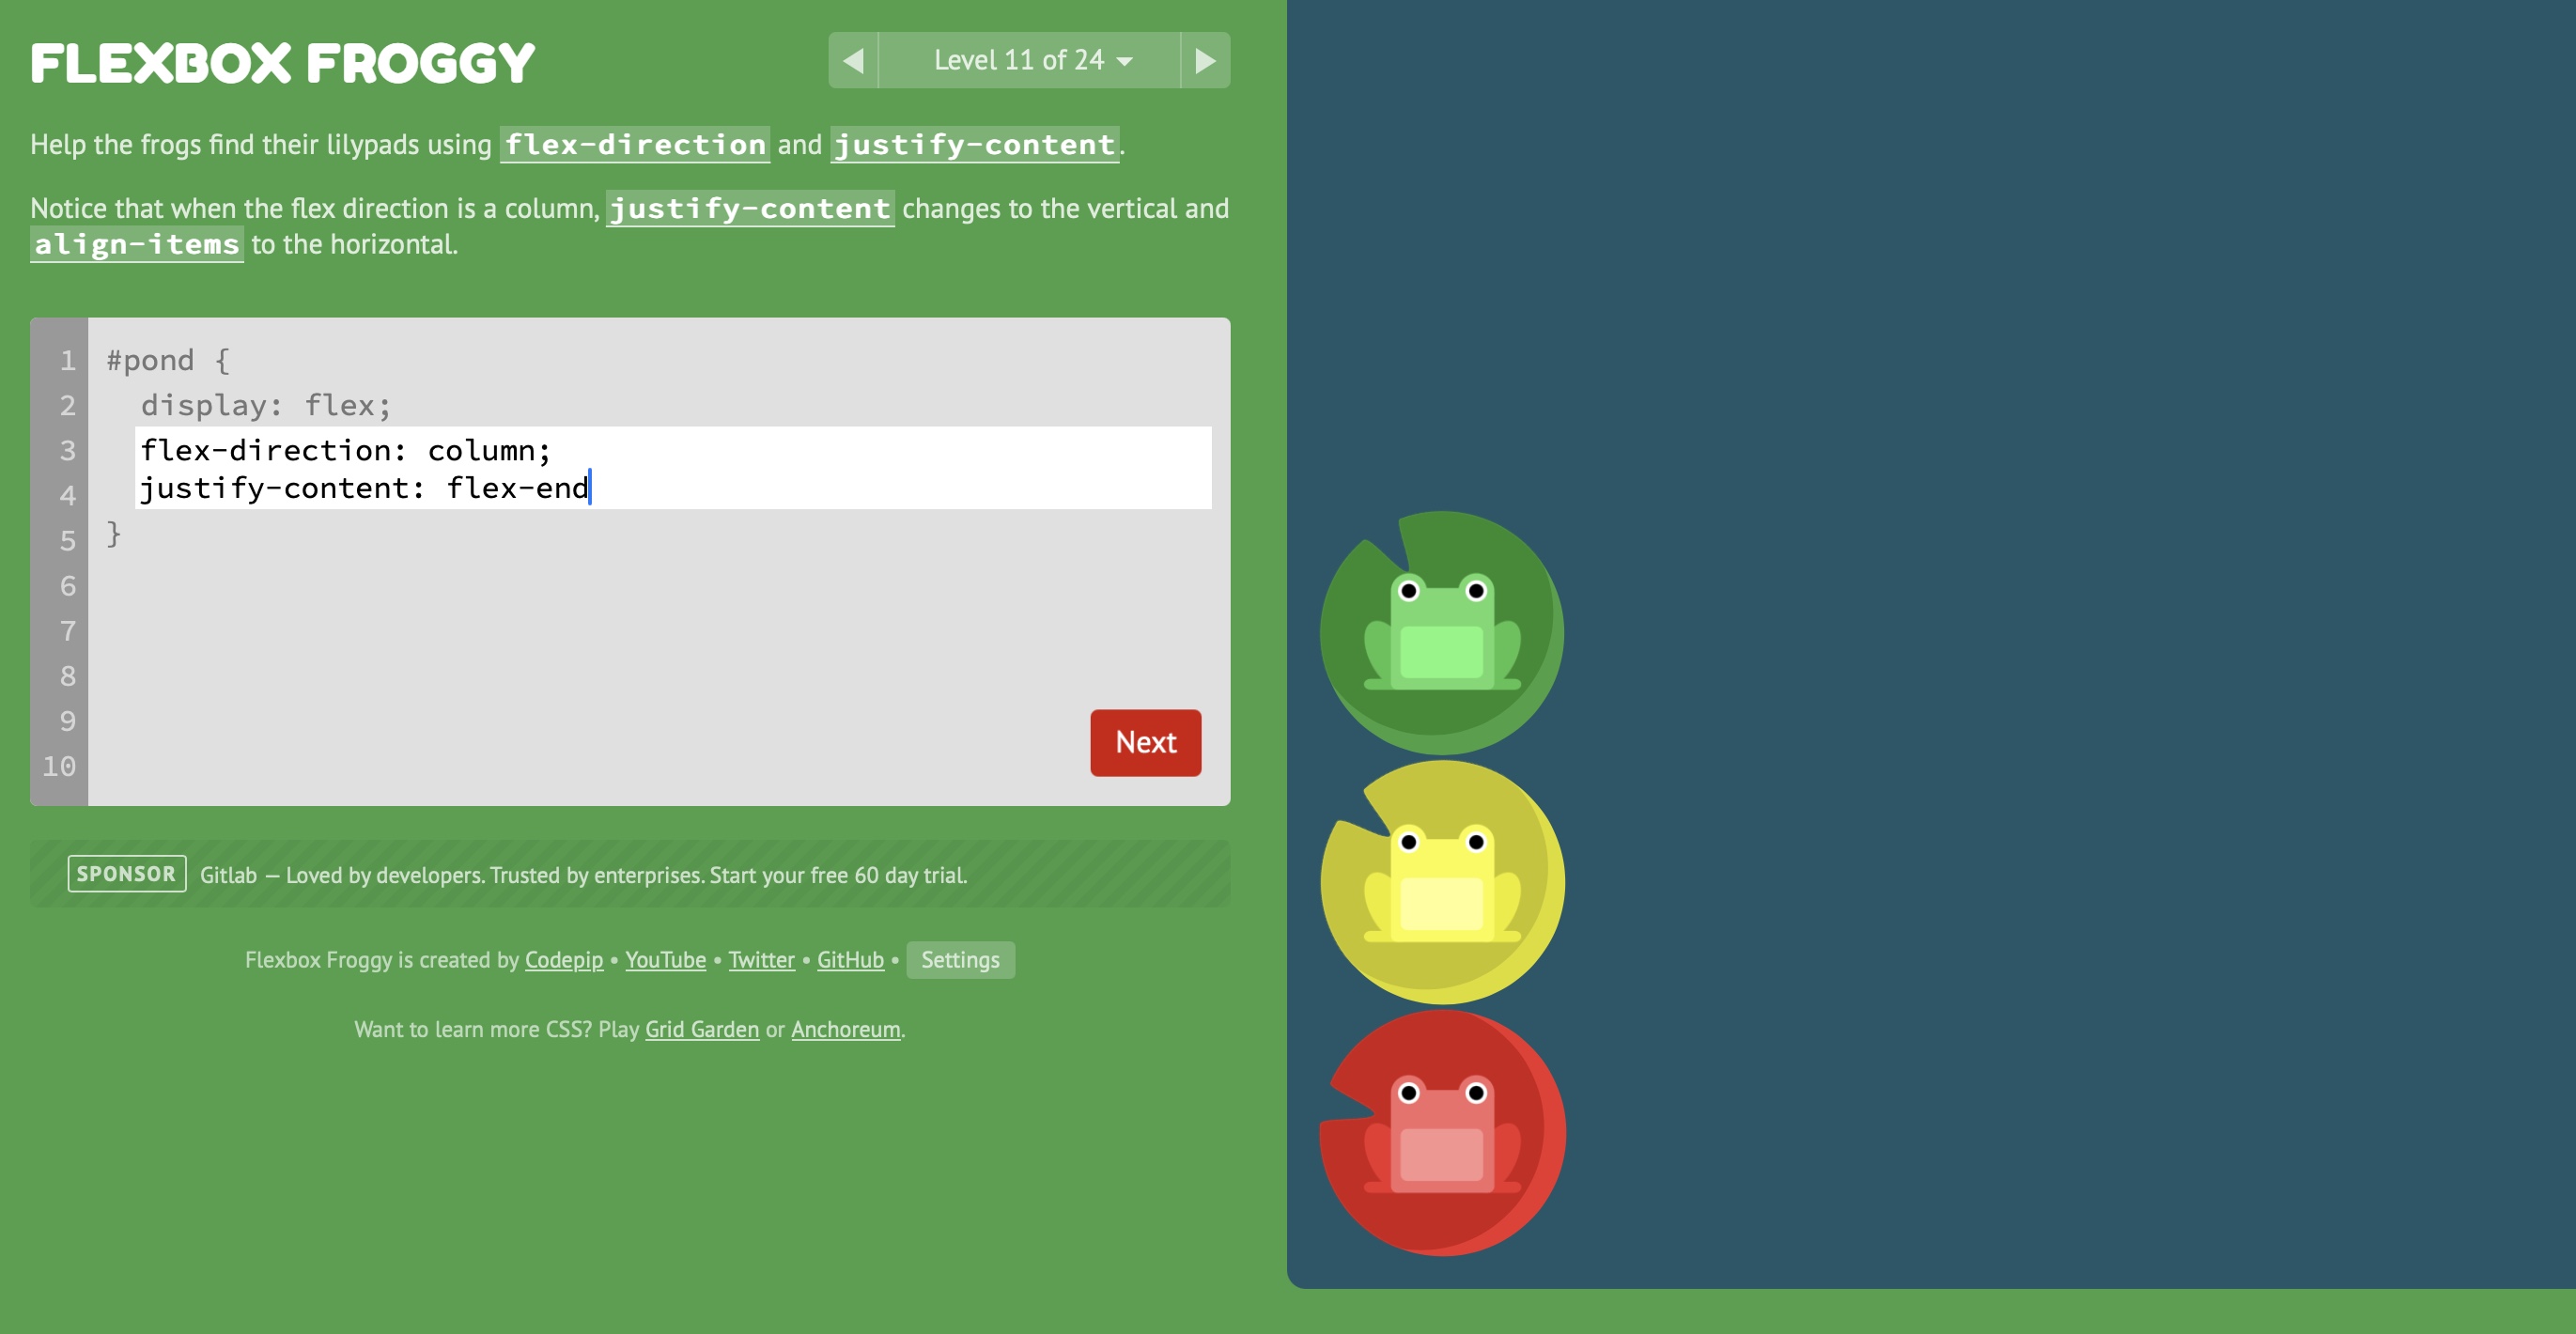 FLEXBOX FROGGY
Level 11 of 24
Help the frogs find their lilypads using flex-direction and justify-content.
Notice that when the flex direction is a column, justify-content changes to the vertical and
align-items to the horizontal.
1 #pond {
2 display: flex;
3 flex-direction: column;
4 justify-content: flex-end
5 }
6
7
8
9
10
Next
SPONSOR Gitlab — Loved by developers. Trusted by enterprises. Start your free 60 day trial.
Flexbox Froggy is created by Codepip • YouTube • Twitter • GitHub • Settings
Want to learn more CSS? Play Grid Garden or Anchoreum.